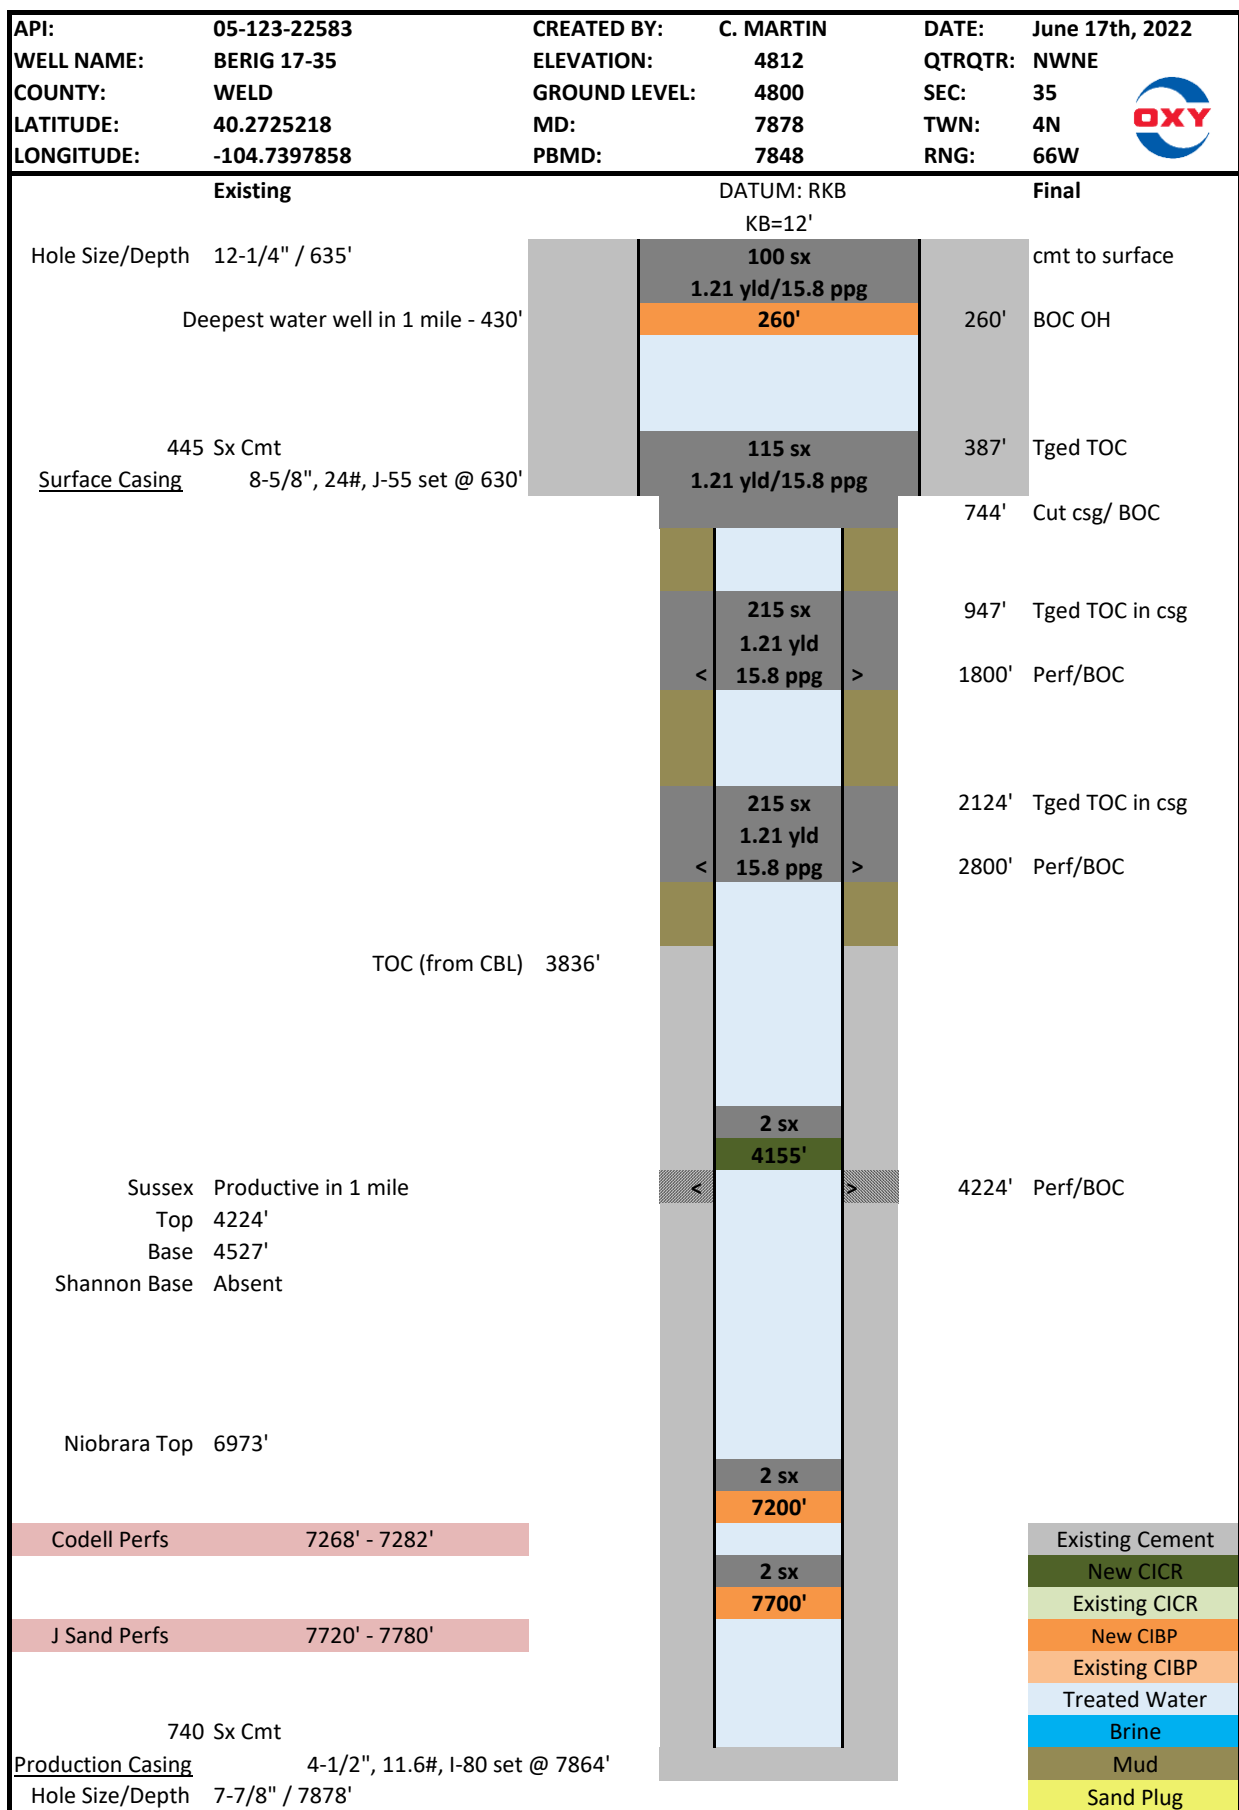 API: 05-123-22583 CREATED BY: C. MARTIN DATE: June 17th, 2022
WELL NAME: BERIG 17-35 ELEVATION: 4812 QTRQTR: NWNE
COUNTY: WELD GROUND LEVEL: 4800 SEC: 35
LATITUDE: 40.2725218 MD: 7878 TWN: 4N
LONGITUDE: -104.7397858 PBMD: 7848 RNG: 66W
OXY
Existing DATUM: RKB Final
KB=12'
Hole Size/Depth 12-1/4" / 635' 100 sx cmt to surface
1.21 yld/15.8 ppg
Deepest water well in 1 mile - 430' 260' 260' BOC OH
445 Sx Cmt 115 sx 387' Tged TOC
Surface Casing 8-5/8", 24#, J-55 set @ 630' 1.21 yld/15.8 ppg
744' Cut csg/ BOC
215 sx 947' Tged TOC in csg
1.21 yld
< 15.8 ppg > 1800' Perf/BOC
215 sx 2124' Tged TOC in csg
1.21 yld
< 15.8 ppg > 2800' Perf/BOC
TOC (from CBL) 3836'
2 sx
4155'
Sussex Productive in 1 mile < > 4224' Perf/BOC
Top 4224'
Base 4527'
Shannon Base Absent
Niobrara Top 6973'
2 sx
7200'
Codell Perfs 7268' - 7282' Existing Cement
2 sx New CICR
7700' Existing CICR
J Sand Perfs 7720' - 7780' New CIBP
Existing CIBP
Treated Water
740 Sx Cmt Brine
Production Casing 4-1/2", 11.6#, I-80 set @ 7864' Mud
Hole Size/Depth 7-7/8" / 7878' Sand Plug